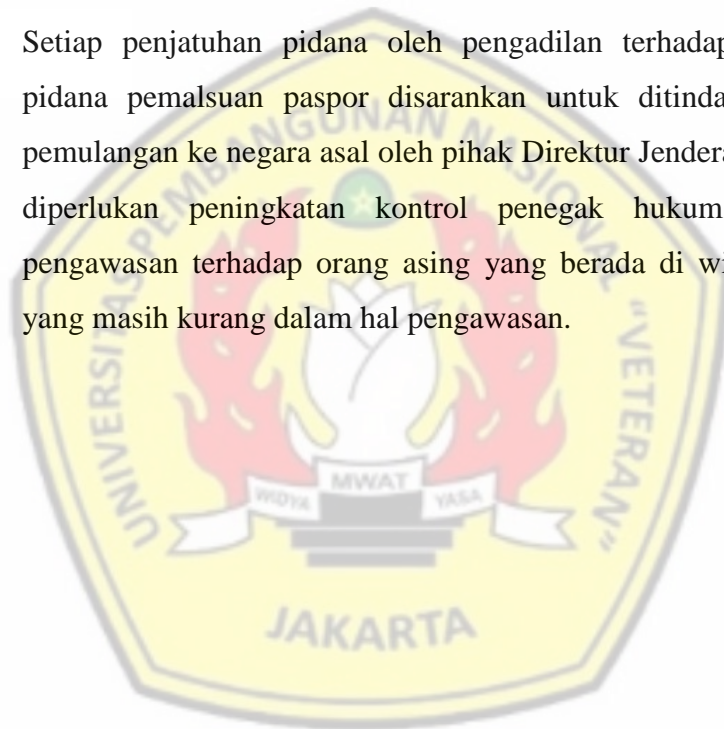 Setiap penjatuhan pidana oleh pengadilan terhadap
pidana pemalsuan paspor disarankan untuk ditinda
pemulangan ke negara asal oleh pihak Direktur Jendera
diperlukan peningkatan kontrol penegak hukum
pengawasan terhadap orang asing yang berada di wi
yang masih kurang dalam hal pengawasan.
UNIVERSITAS PEMBANGUNAN NASIONAL "VETERAN"
WIDYA MWAT YASA
JAKARTA